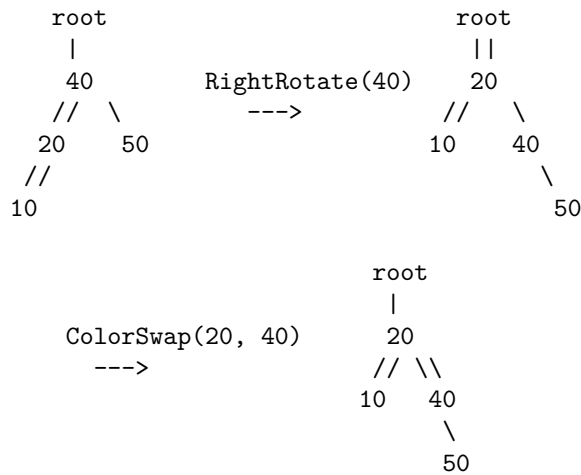 root root
| ||
40 RightRotate(40) 20
// \ ---> // \
20 50 10 40
// \
10 50
root
|
ColorSwap(20, 40) 20
---> // \\
10 40
\
50